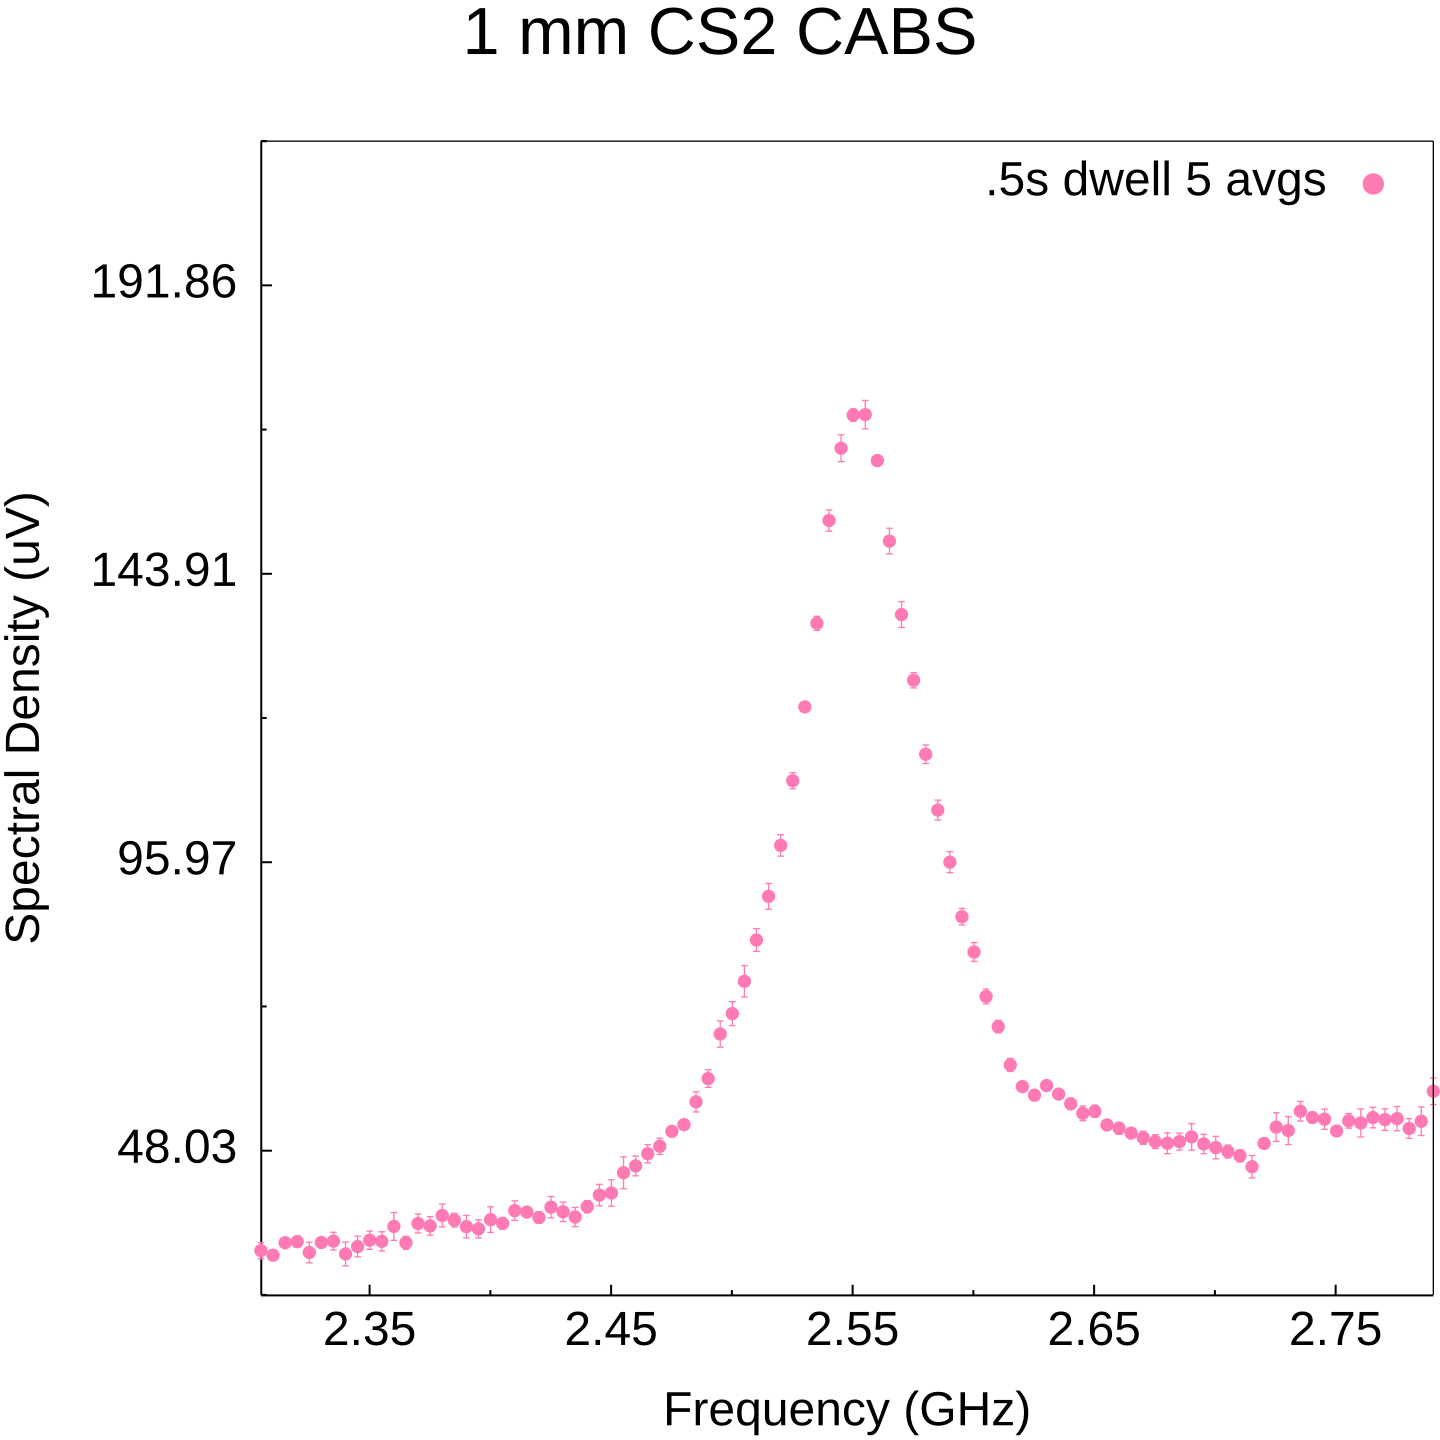 1 mm CS2 CABS
.5s dwell 5 avgs
191.86
143.91
95.97
48.03
Spectral Density (uV)
2.35 2.45 2.55 2.65 2.75
Frequency (GHz)